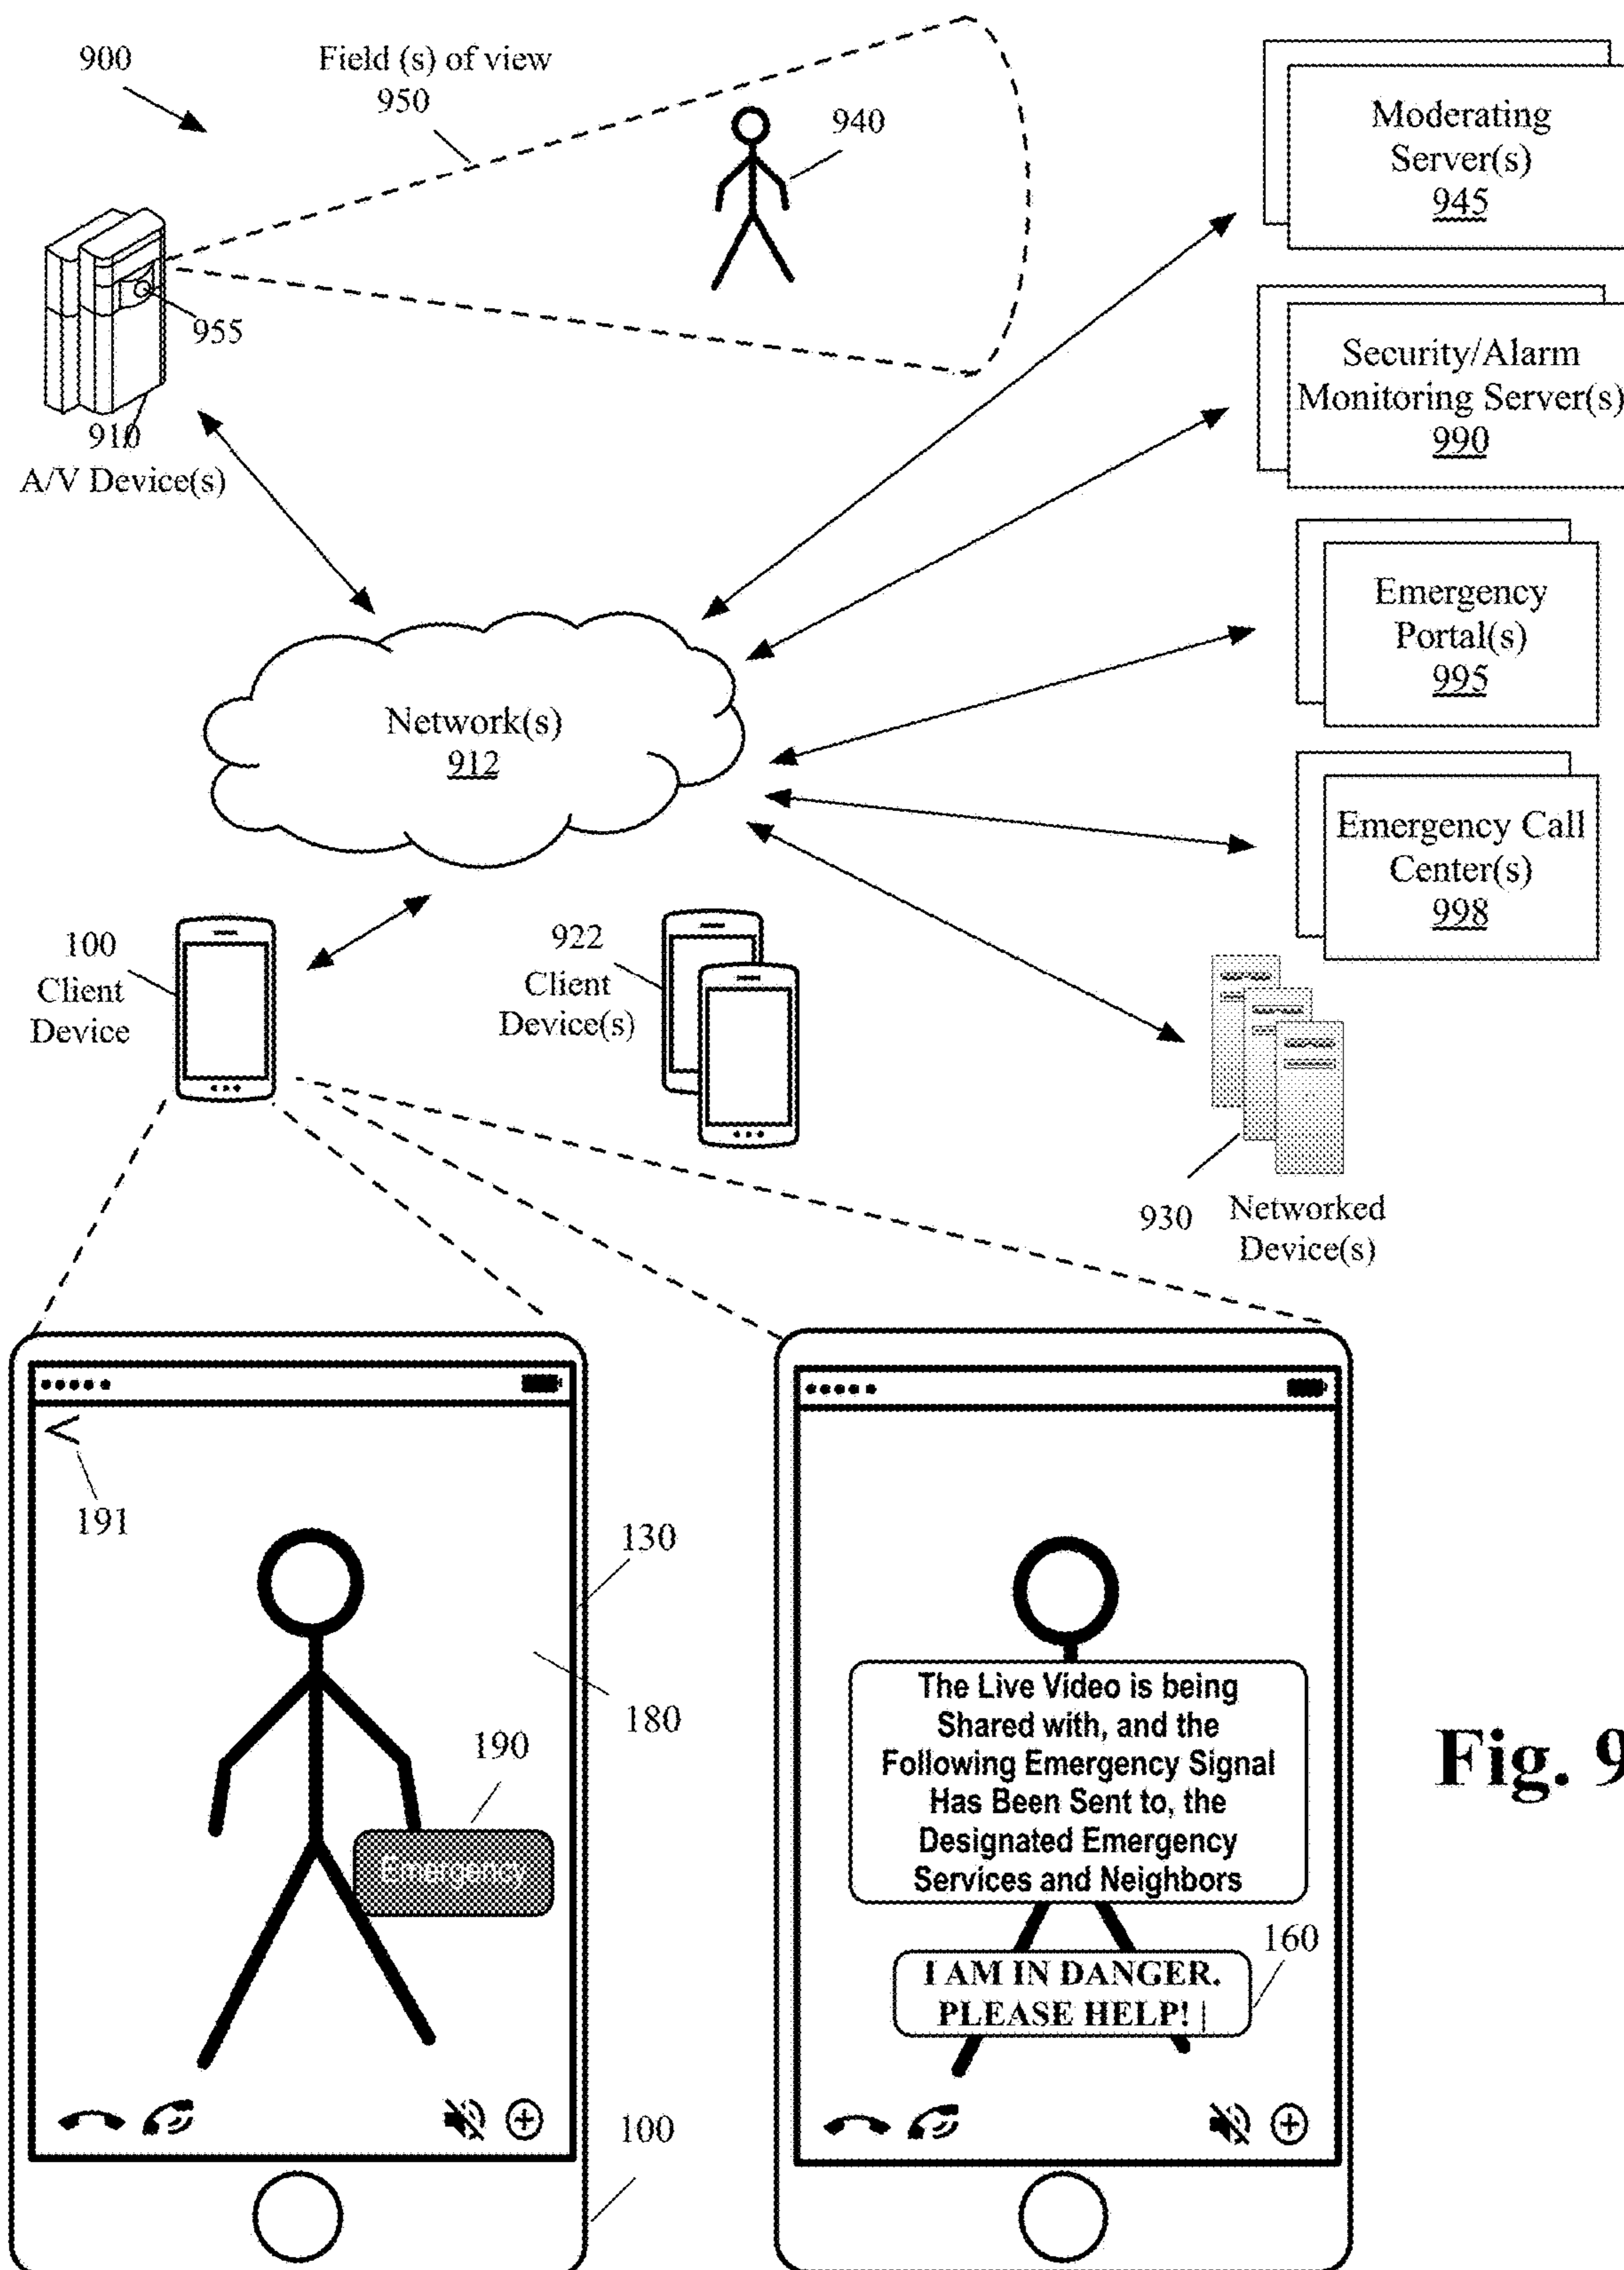 900
Field (s) of view
950
940
955
910
A/V Device(s)
Moderating
Server(s)
945
Security/Alarm
Monitoring Server(s)
990
Emergency
Portal(s)
995
Network(s)
912
Emergency Call
Center(s)
998
100
Client
Device
922
Client
Device(s)
930
Networked
Device(s)
<
191
130
180
190
Emergency
100
The Live Video is being
Shared with, and the
Following Emergency Signal
Has Been Sent to, the
Designated Emergency
Services and Neighbors
160
I AM IN DANGER.
PLEASE HELP! |
Fig. 9